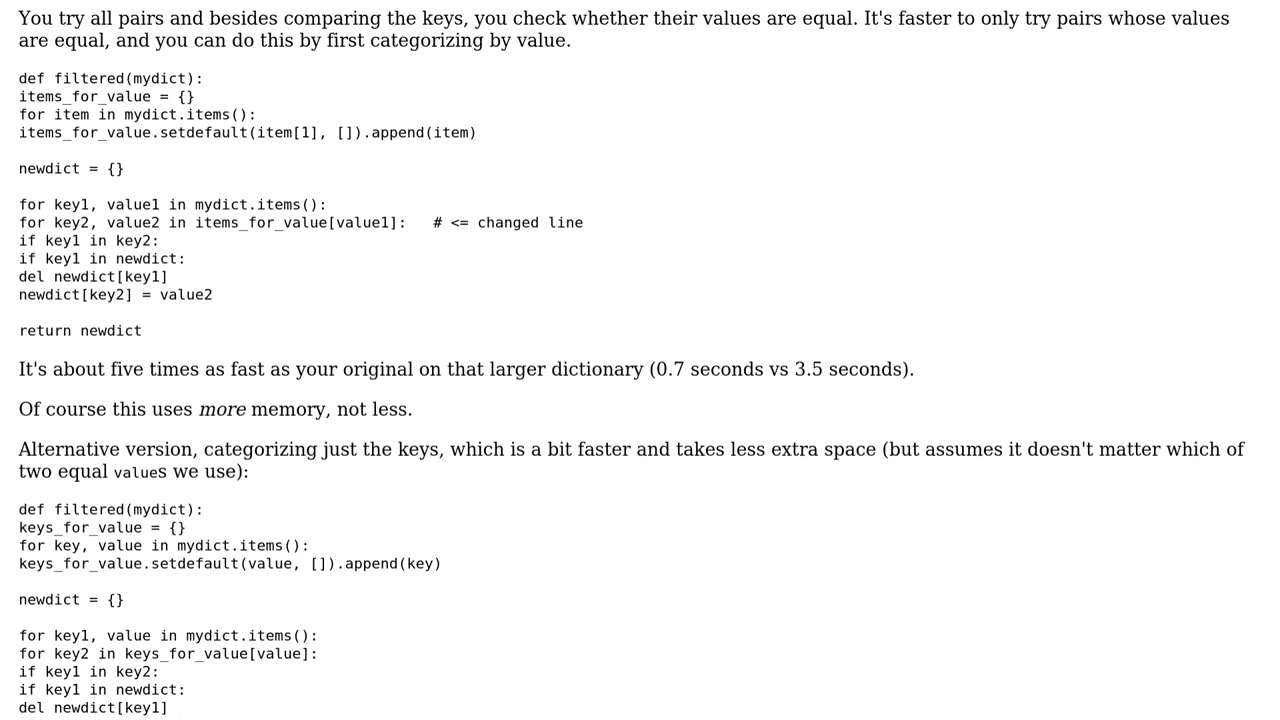 You try all pairs and besides comparing the keys, you check whether their values are equal. It's faster to only try pairs whose values
are equal, and you can do this by first categorizing by value.
def filtered(mydict):
items_for_value = {}
for item in mydict.items():
items_for_value.setdefault(item[1], []).append(item)
newdict = {}
for key1, value1 in mydict.items():
for key2, value2 in items_for_value[value1]:   # <= changed line
if key1 in key2:
if key1 in newdict:
del newdict[key1]
newdict[key2] = value2
return newdict
It's about five times as fast as your original on that larger dictionary (0.7 seconds vs 3.5 seconds).
Of course this uses more memory, not less.
Alternative version, categorizing just the keys, which is a bit faster and takes less extra space (but assumes it doesn't matter which of
two equal values we use):
def filtered(mydict):
keys_for_value = {}
for key, value in mydict.items():
keys_for_value.setdefault(value, []).append(key)
newdict = {}
for key1, value in mydict.items():
for key2 in keys_for_value[value]:
if key1 in key2:
if key1 in newdict:
del newdict[key1]